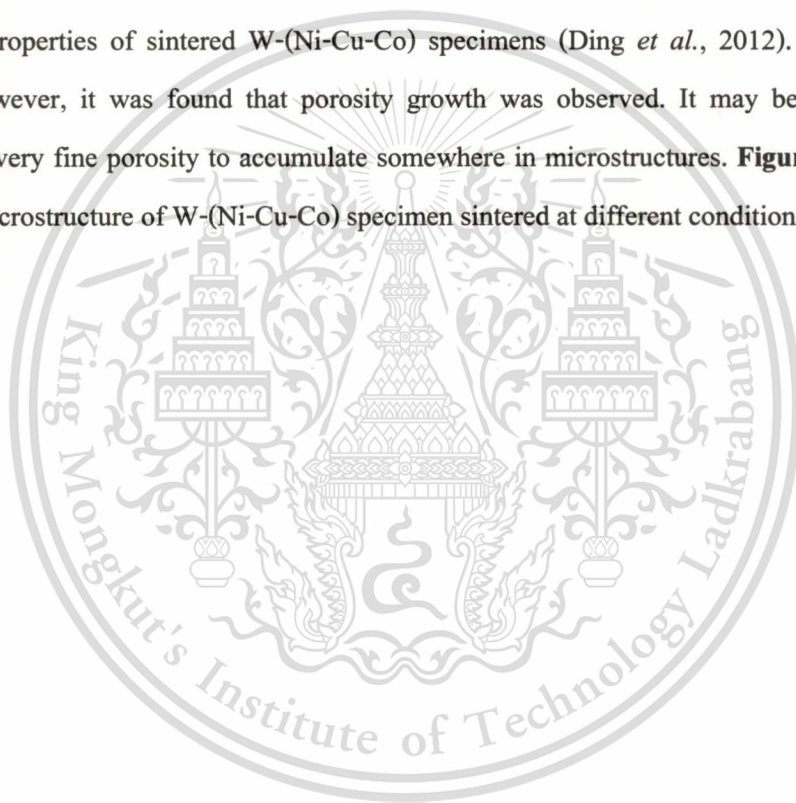 roperties of sintered W-(Ni-Cu-Co) specimens (Ding et al., 2012).
wever, it was found that porosity growth was observed. It may be
very fine porosity to accumulate somewhere in microstructures. Figur
crostructure of W-(Ni-Cu-Co) specimen sintered at different condition
King Mongkut's Institute of Technology Ladkrabang